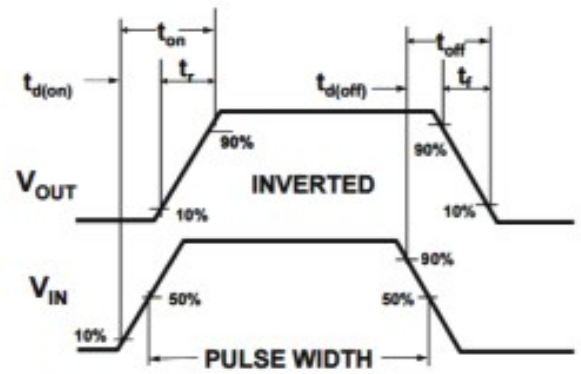 t_on t_off
t_d(on) t_r t_d(off) t_f
90% 90%
V_OUT INVERTED
10% 10%
90%
V_IN 50% 50%
10%
PULSE WIDTH